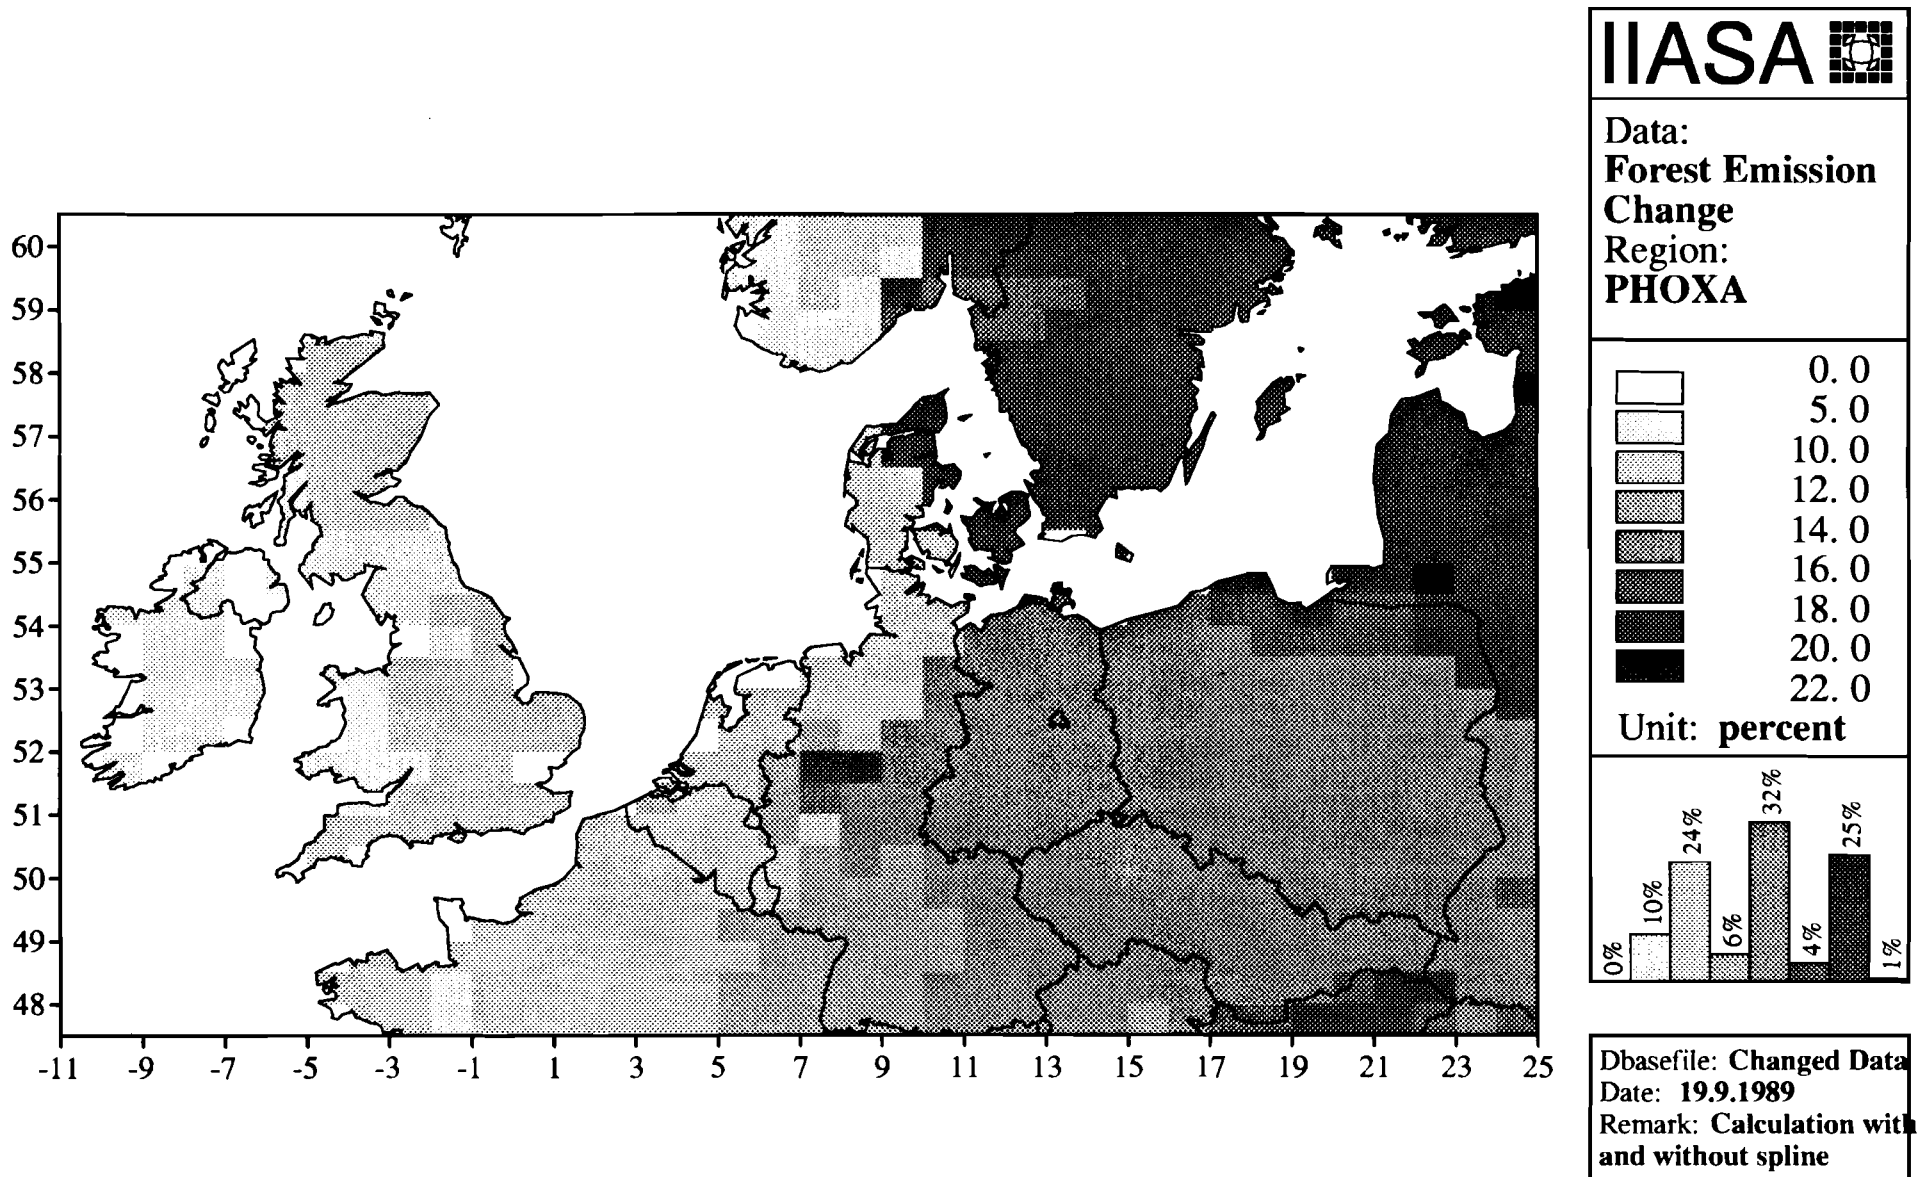 IIASA
Data:
Forest Emission
Change
Region:
PHOXA
0. 0
5. 0
10. 0
12. 0
14. 0
16. 0
18. 0
20. 0
22. 0
Unit: percent
0%
10%
24%
6%
32%
4%
25%
1%
Dbasefile: Changed Data
Date: 19.9.1989
Remark: Calculation with
and without spline
60
59
58
57
56
55
54
53
52
51
50
49
48
-11 -9 -7 -5 -3 -1 1 3 5 7 9 11 13 15 17 19 21 23 25